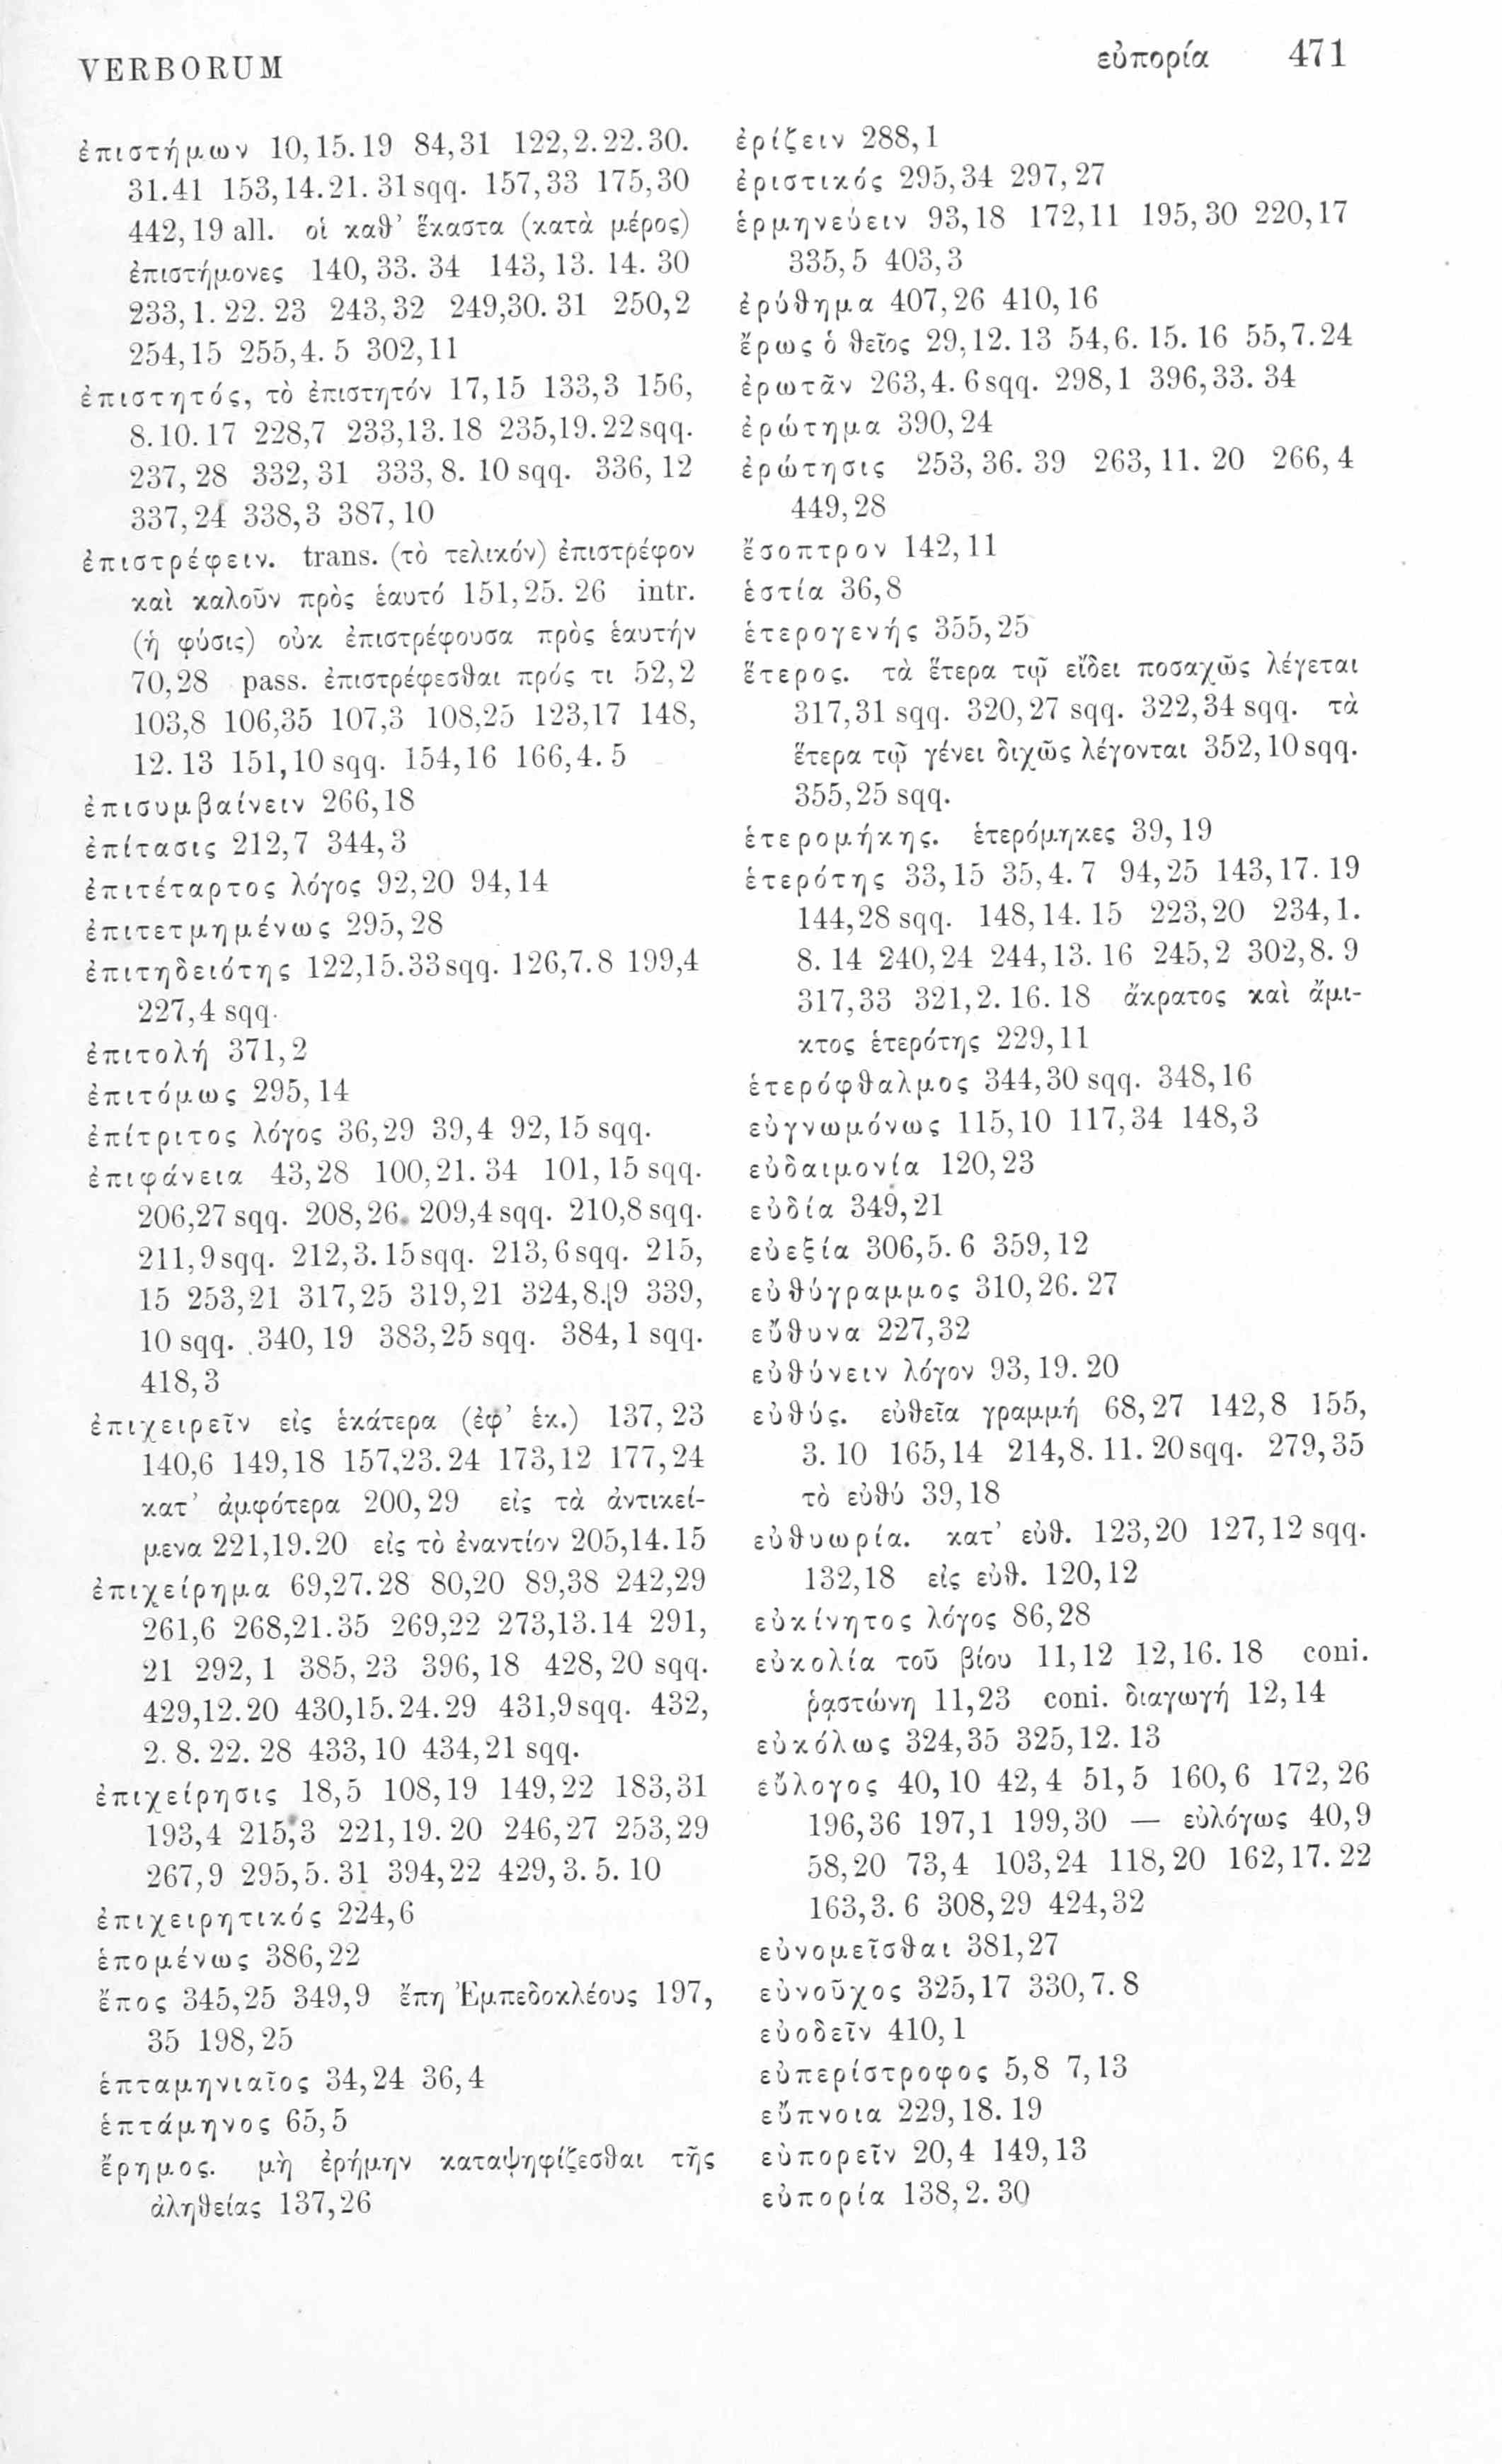 VERBORUM
εὐπορία 471
ἐπιστήμων 10,15.19 84,31 122,2.22.30.
31.41 153,14.21.31sqq. 157,33 175,30
442,19 all. οἱ καθ’ ἕκαστα (κατὰ μέρος)
ἐπιστήμονες 140,33.34 143,13.14.30
233,1.22.23 243,32 249,30.31 250,2
254,15 255,4.5 302,11
ἐπιστητός, τὸ ἐπιστητόν 17,15 133,3 156,
8.10.17 228,7 233,13.18 235,19.22sqq.
237,28 332,31 333,8.10 sqq. 336,12
337,24 338,3 387,10
ἐπιστρέφειν. trans. (τὸ τελικόν) ἐπιστρέφον
καὶ καλοῦν πρὸς ἑαυτό 151,25.26 intr.
(ἡ φύσις) οὐκ ἐπιστρέφουσα πρὸς ἑαυτήν
70,28 pass. ἐπιστρέφεσθαι πρός τι 52,2
103,8 106,35 107,3 108,25 123,17 148,
12.13 151,10 sqq. 154,16 166,4.5
ἐπισυμβαίνειν 266,18
ἐπίτασις 212,7 344,3
ἐπιτέταρτος λόγος 92,20 94,14
ἐπιτετμημένως 295,28
ἐπιτηδειότης 122,15.33sqq. 126,7.8 199,4
227,4 sqq.
ἐπιτολή 371,2
ἐπιτόμως 295,14
ἐπίτριτος λόγος 36,29 39,4 92,15 sqq.
ἐπιφάνεια 43,28 100,21.34 101,15 sqq.
206,27 sqq. 208,26. 209,4 sqq. 210,8 sqq.
211,9sqq. 212,3.15sqq. 213,6sqq. 215,
15 253,21 317,25 319,21 324,8.9 339,
10 sqq. 340,19 383,25 sqq. 384,1 sqq.
418,3
ἐπιχειρεῖν εἰς ἑκάτερα (ἐφ’ ἑκ.) 137,23
140,6 149,18 157,23.24 173,12 177,24
κατ’ ἀμφότερα 200,29 εἰς τὰ ἀντικεί-
μενα 221,19.20 εἰς τὸ ἐναντίον 205,14.15
ἐπιχείρημα 69,27.28 80,20 89,38 242,29
261,6 268,21.35 269,22 273,13.14 291,
21 292,1 385,23 396,18 428,20 sqq.
429,12.20 430,15.24.29 431,9sqq. 432,
2.8.22.28 433,10 434,21 sqq.
ἐπιχείρησις 18,5 108,19 149,22 183,31
193,4 215,3 221,19.20 246,27 253,29
267,9 295,5.31 394,22 429,3.5.10
ἐπιχειρητικός 224,6
ἑπομένως 386,22
ἔπος 345,25 349,9 ἔπη Ἐμπεδοκλέους 197,
35 198,25
ἑπταμηνιαῖος 34,24 36,4
ἑπτάμηνος 65,5
ἔρημος. μὴ ἐρήμην καταψηφίζεσθαι τῆς
ἀληθείας 137,26
ἐρίζειν 288,1
ἐριστικός 295,34 297,27
ἑρμηνεύειν 93,18 172,11 195,30 220,17
335,5 403,3
ἐρύθημα 407,26 410,16
ἔρως ὁ θεῖος 29,12.13 54,6.15.16 55,7.24
ἐρωτᾶν 263,4.6sqq. 298,1 396,33.34
ἐρώτημα 390,24
ἐρώτησις 253,36.39 263,11.20 266,4
449,28
ἔσοπτρον 142,11
ἑστία 36,8
ἑτερογενής 355,25
ἕτερος. τὰ ἕτερα τῷ εἴδει ποσαχῶς λέγεται
317,31 sqq. 320,27 sqq. 322,34 sqq. τὰ
ἕτερα τῷ γένει διχῶς λέγονται 352,10sqq.
355,25 sqq.
ἑτερομήκης. ἑτερόμηκες 39,19
ἑτερότης 33,15 35,4.7 94,25 143,17.19
144,28 sqq. 148,14.15 223,20 234,1.
8.14 240,24 244,13.16 245,2 302,8.9
317,33 321,2.16.18 ἄκρατος καὶ ἄμι-
κτος ἑτερότης 229,11
ἑτερόφθαλμος 344,30 sqq. 348,16
εὐγνωμόνως 115,10 117,34 148,3
εὐδαιμονία 120,23
εὐδία 349,21
εὐεξία 306,5.6 359,12
εὐθύγραμμος 310,26.27
εὔθυνα 227,32
εὐθύνειν λόγον 93,19.20
εὐθύς. εὐθεῖα γραμμή 68,27 142,8 155,
3.10 165,14 214,8.11.20sqq. 279,35
τὸ εὐθύ 39,18
εὐθυωρία. κατ’ εὐθ. 123,20 127,12 sqq.
132,18 εἰς εὐθ. 120,12
εὐκίνητος λόγος 86,28
εὐκολία τοῦ βίου 11,12 12,16.18 coni.
ῥᾳστώνη 11,23 coni. διαγωγή 12,14
εὐκόλως 324,35 325,12.13
εὔλογος 40,10 42,4 51,5 160,6 172,26
196,36 197,1 199,30 — εὐλόγως 40,9
58,20 73,4 103,24 118,20 162,17.22
163,3.6 308,29 424,32
εὐνομεῖσθαι 381,27
εὐνοῦχος 325,17 330,7.8
εὐοδεῖν 410,1
εὐπερίστροφος 5,8 7,13
εὔπνοια 229,18.19
εὐπορεῖν 20,4 149,13
εὐπορία 138,2.30